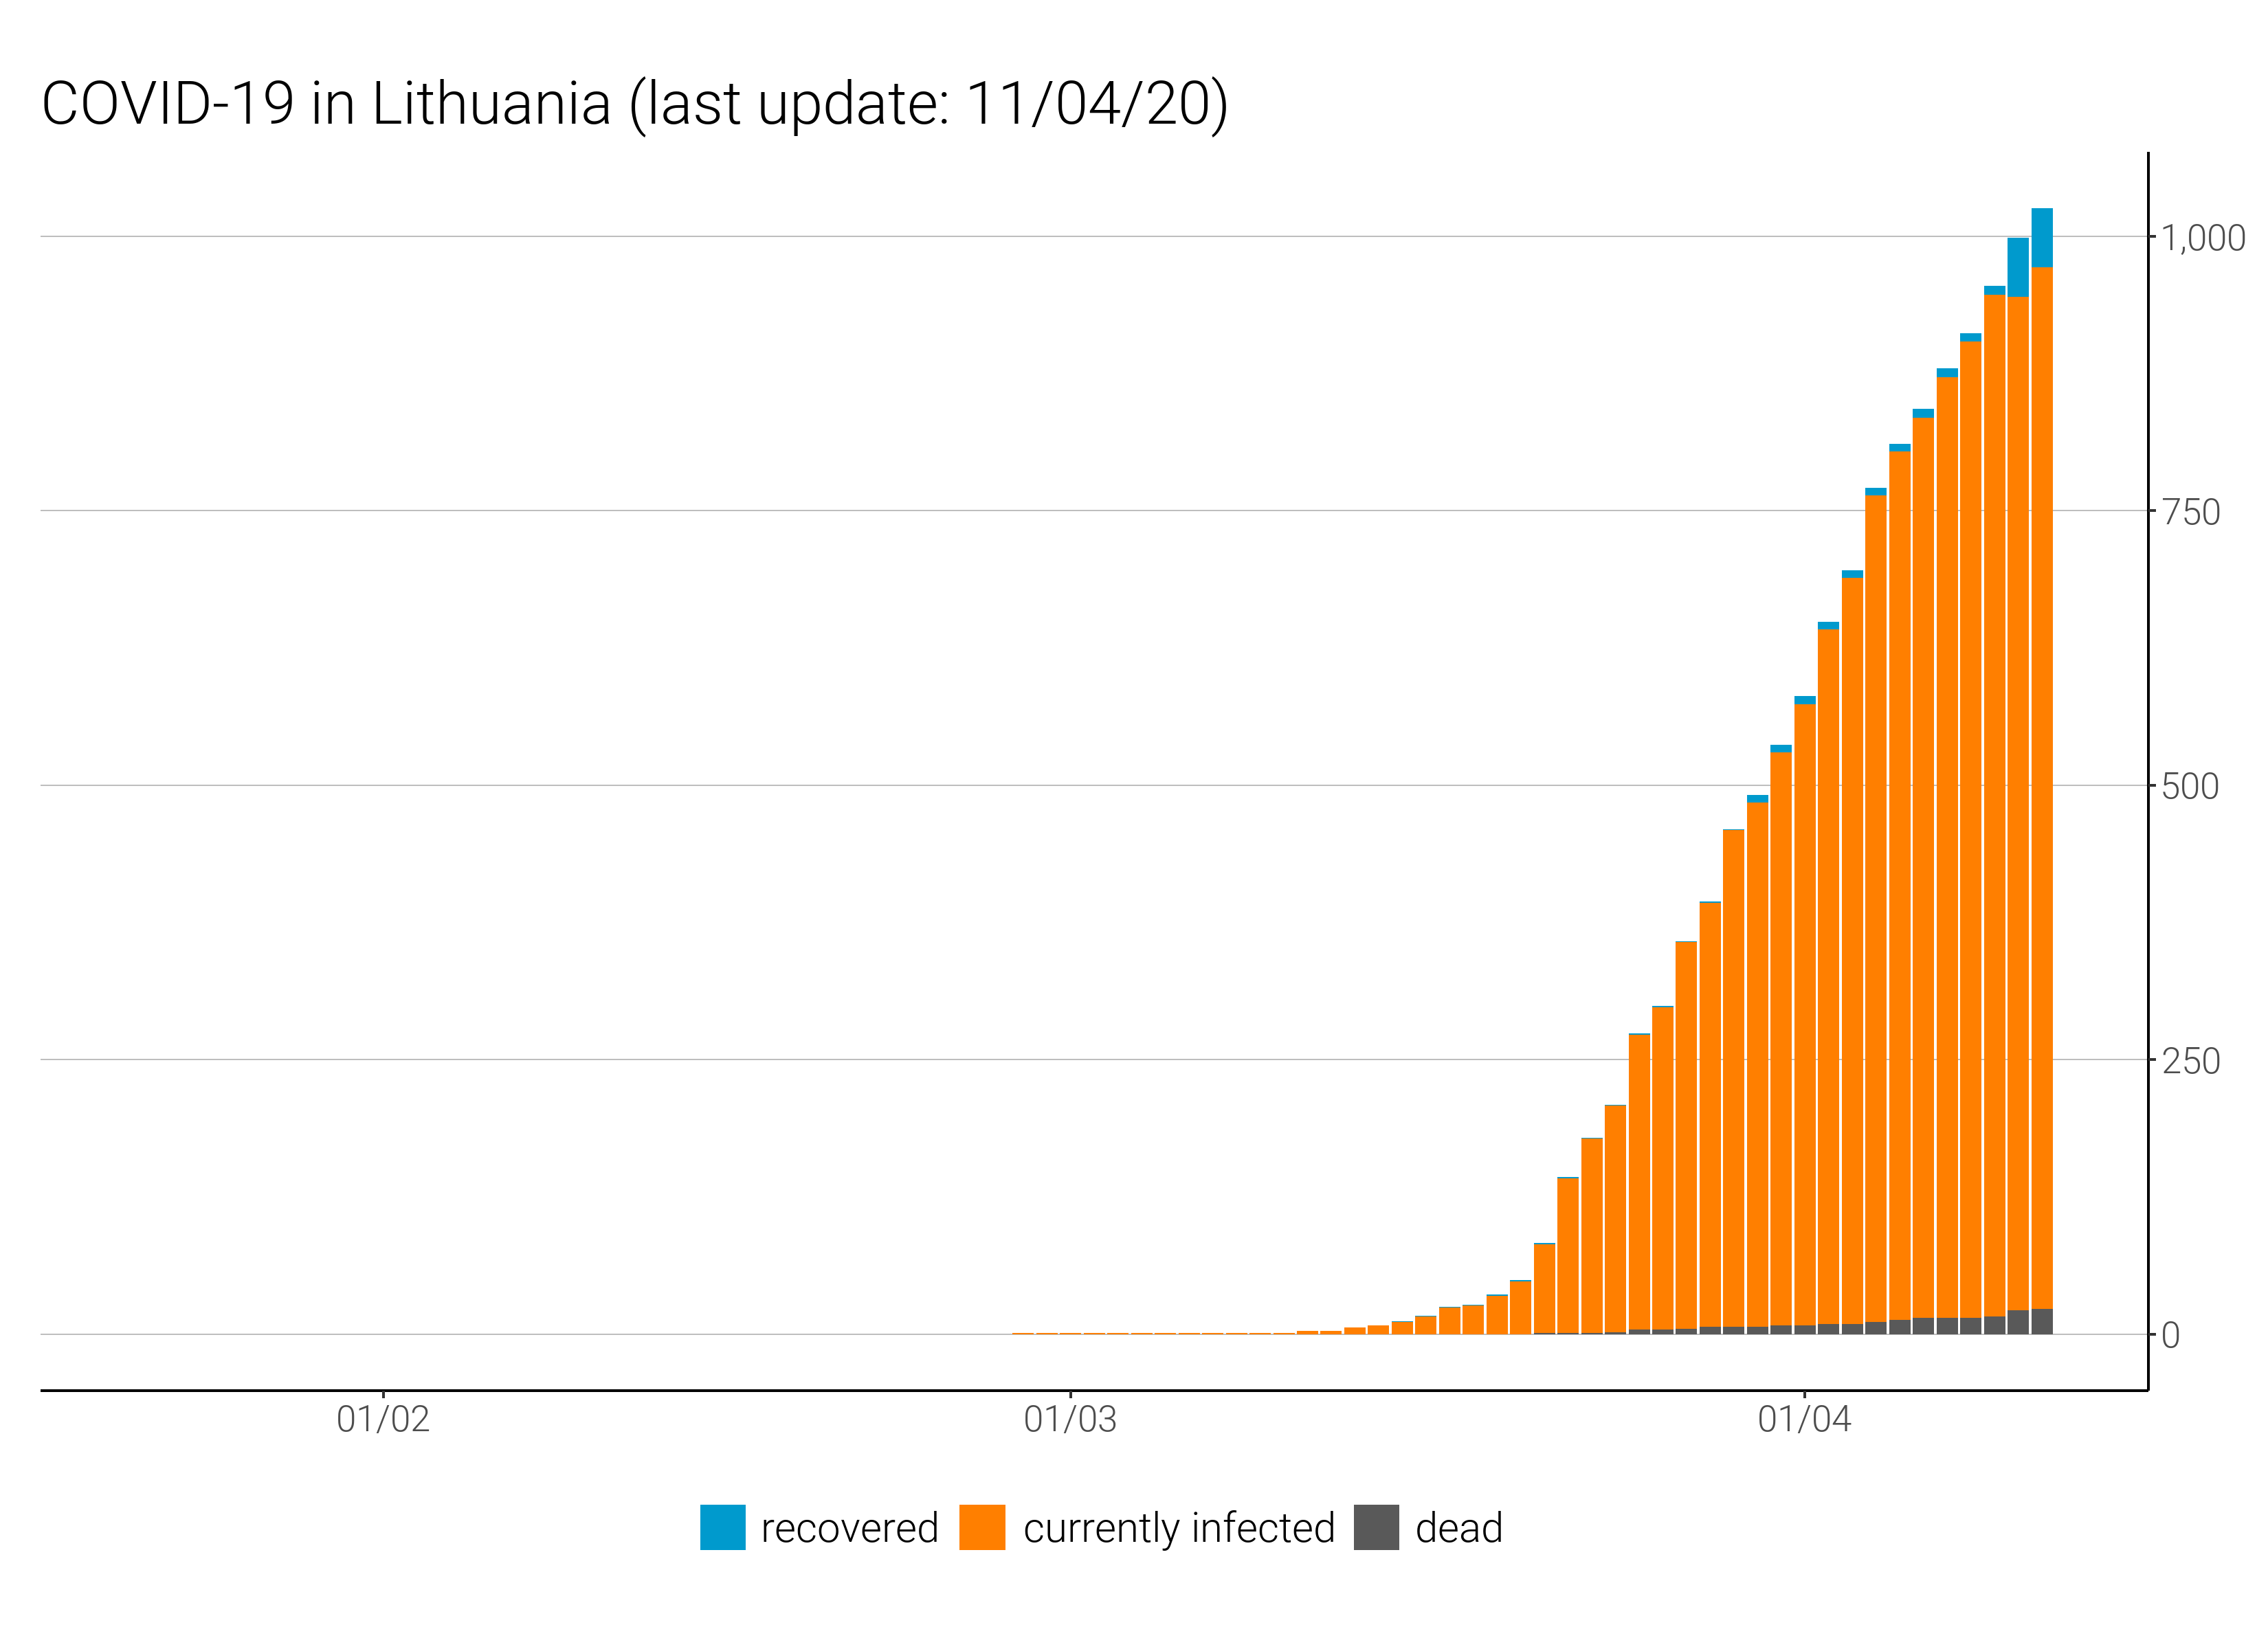 COVID-19 in Lithuania (last update: 11/04/20)
1,000
750
500
250
0
01/02 01/03 01/04
recovered currently infected dead